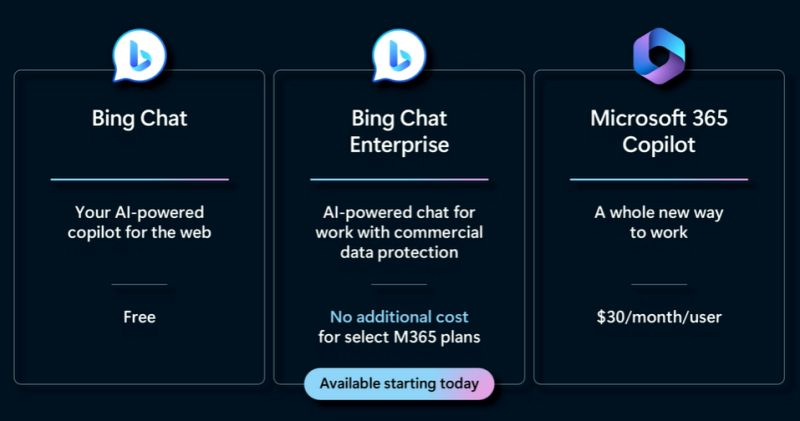 Bing Chat
Your AI-powered
copilot for the web
Free
Bing Chat
Enterprise
AI-powered chat for
work with commercial
data protection
No additional cost
for select M365 plans
Available starting today
Microsoft 365
Copilot
A whole new way
to work
$30/month/user